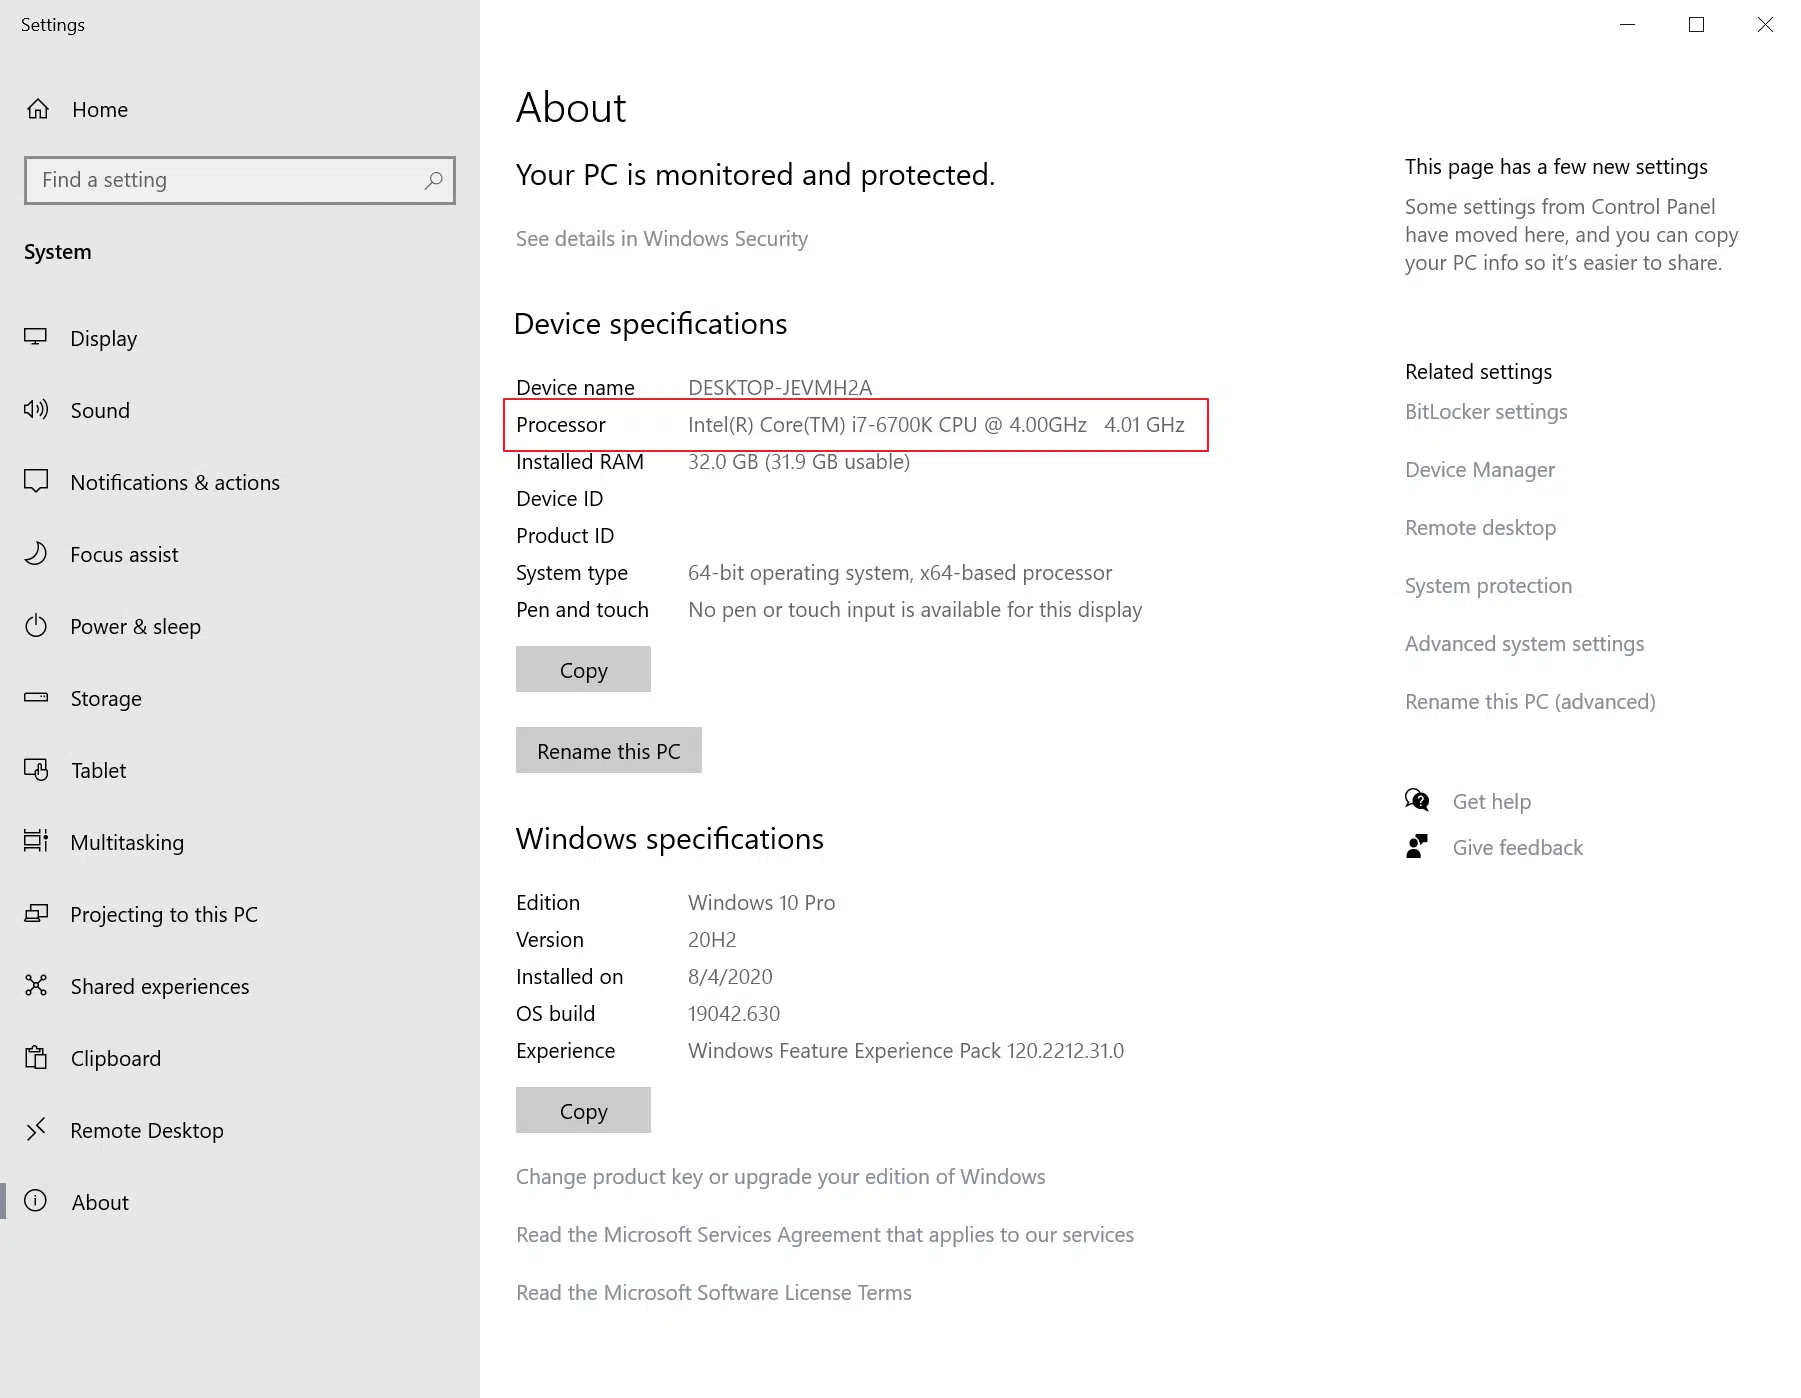 Settings
Home
Find a setting
System
Display
Sound
Notifications & actions
Focus assist
Power & sleep
Storage
Tablet
Multitasking
Projecting to this PC
Shared experiences
Clipboard
Remote Desktop
About
About
Your PC is monitored and protected.
See details in Windows Security
Device specifications
Device name DESKTOP-JEVMH2A
Processor Intel(R) Core(TM) i7-6700K CPU @ 4.00GHz 4.01 GHz
Installed RAM 32.0 GB (31.9 GB usable)
Device ID
Product ID
System type 64-bit operating system, x64-based processor
Pen and touch No pen or touch input is available for this display
Copy
Rename this PC
Windows specifications
Edition Windows 10 Pro
Version 20H2
Installed on 8/4/2020
OS build 19042.630
Experience Windows Feature Experience Pack 120.2212.31.0
Copy
Change product key or upgrade your edition of Windows
Read the Microsoft Services Agreement that applies to our services
Read the Microsoft Software License Terms
This page has a few new settings
Some settings from Control Panel
have moved here, and you can copy
your PC info so it’s easier to share.
Related settings
BitLocker settings
Device Manager
Remote desktop
System protection
Advanced system settings
Rename this PC (advanced)
Get help
Give feedback